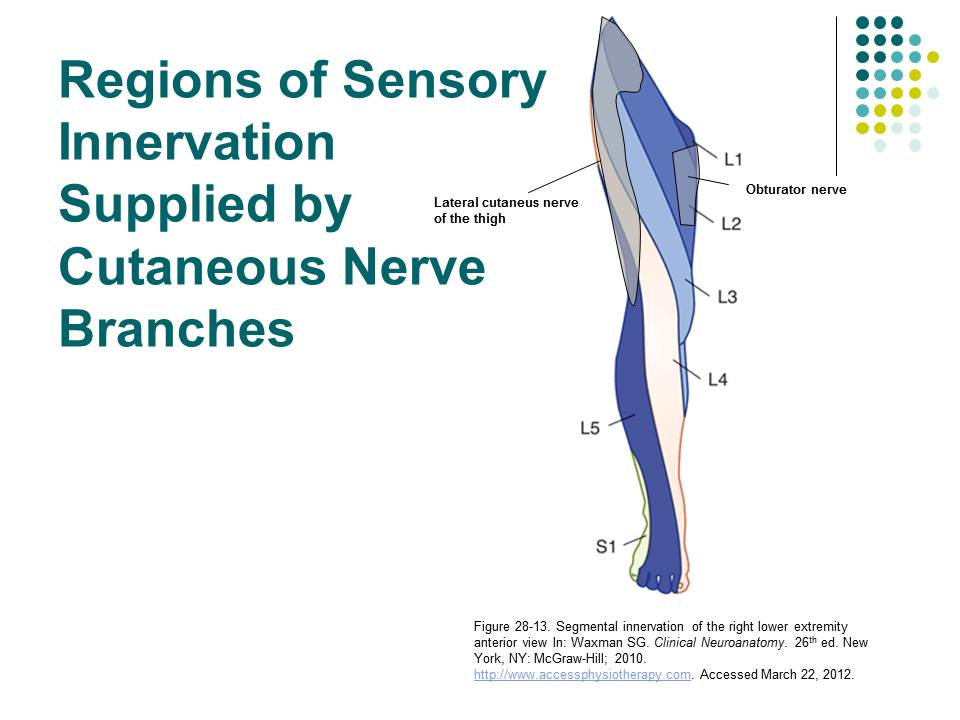 Regions of Sensory
Innervation
Supplied by
Cutaneous Nerve
Branches
L1
Obturator nerve
Lateral cutaneus nerve
of the thigh
L2
L3
L4
L5
S1
Figure 28-13. Segmental innervation of the right lower extremity
anterior view In: Waxman SG. Clinical Neuroanatomy. 26th ed. New
York, NY: McGraw-Hill; 2010.
http://www.accessphysiotherapy.com. Accessed March 22, 2012.